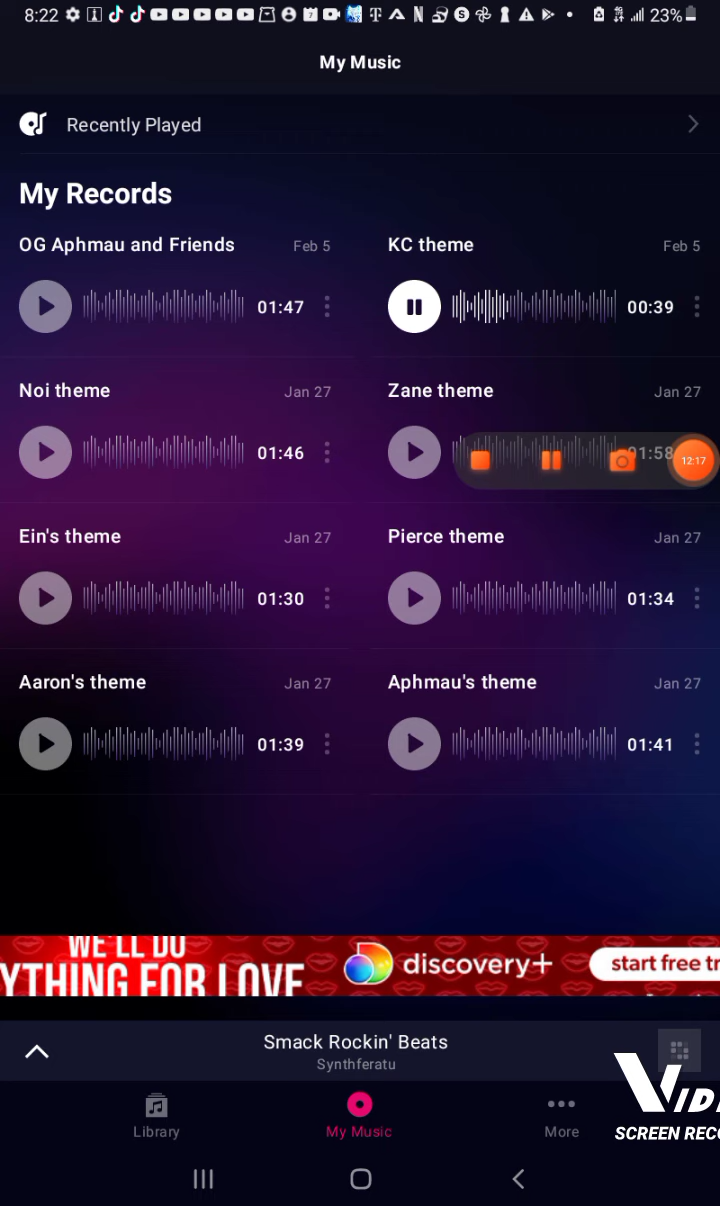 8:22 23%
My Music
Recently Played
My Records
OG Aphmau and Friends Feb 5
01:47
KC theme Feb 5
00:39
Noi theme Jan 27
01:46
Zane theme Jan 27
01:58
12:17
Ein's theme Jan 27
01:30
Pierce theme Jan 27
01:34
Aaron's theme Jan 27
01:39
Aphmau's theme Jan 27
01:41
WE'LL DO
YTHING FOR LOVE
discovery+
start free tr
Smack Rockin' Beats
Synthferatu
VID
SCREEN RECO
Library
My Music
More